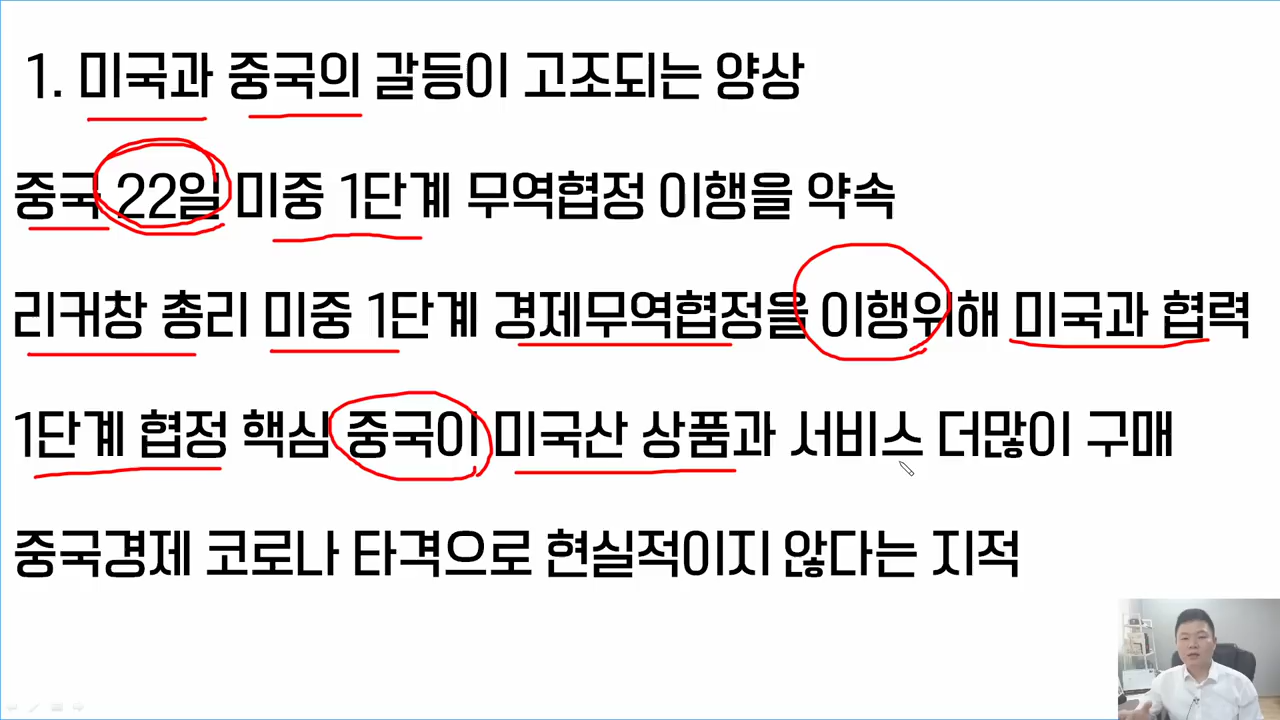 1. 미국과 중국의 갈등이 고조되는 양상
중국 22일 미중 1단계 무역협정 이행을 약속
리커창 총리 미중 1단계 경제무역협정을 이행위해 미국과 협력
1단계 협정 핵심 중국이 미국산 상품과 서비스 더많이 구매
중국경제 코로나 타격으로 현실적이지 않다는 지적